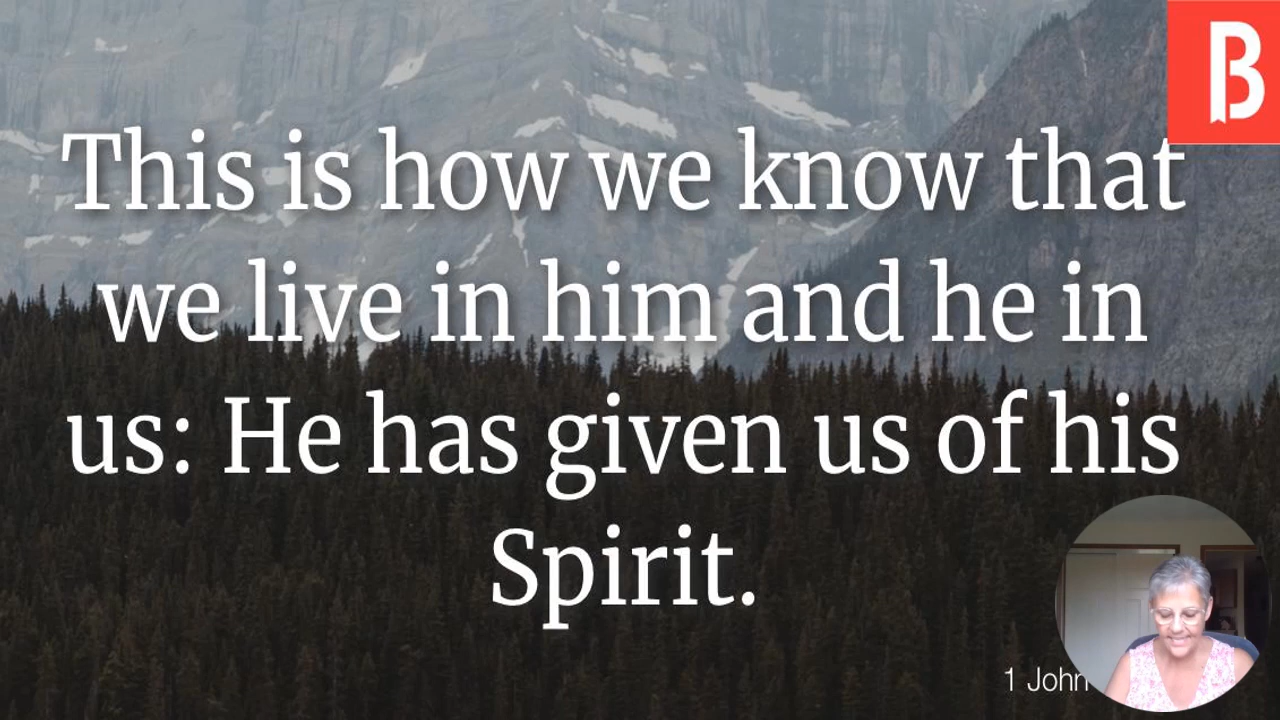 B
This is how we know that
we live in him and he in
us: He has given us of his
Spirit.
1 John